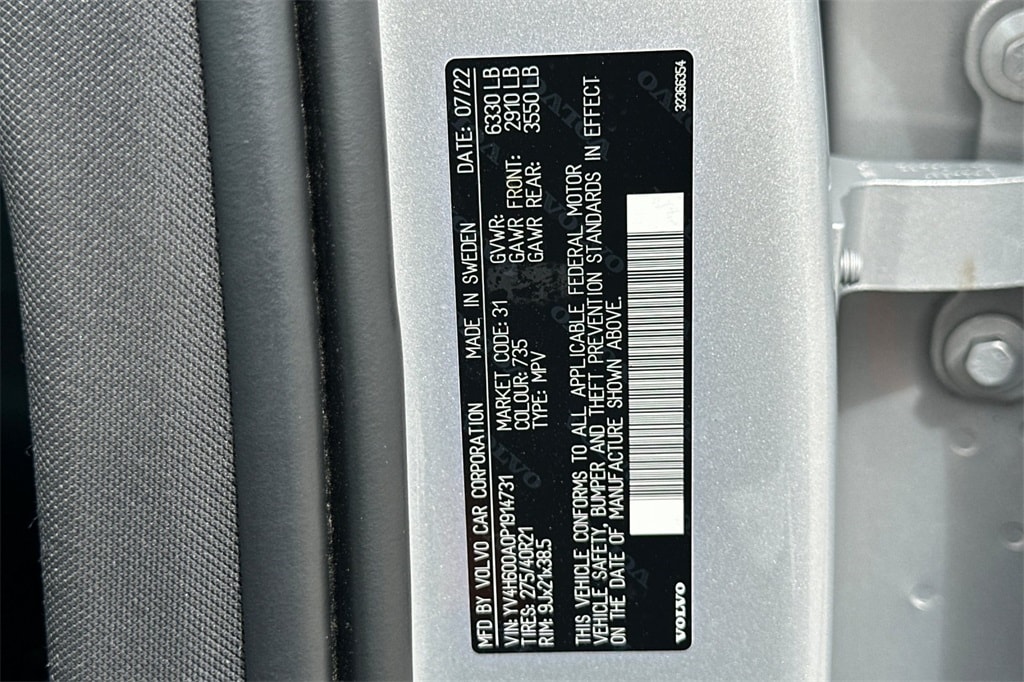 MFD BY VOLVO CAR CORPORATION MADE IN SWEDEN DATE: 07/22
VIN: YV4H600A0P1914731 MARKET CODE: 31 GVWR: 6330 LB
TIRES: 275/40R21 COLOUR: 735 GAWR FRONT: 2910 LB
RIM: 9Jx21x38.5 TYPE: MPV GAWR REAR: 3550 LB
THIS VEHICLE CONFORMS TO ALL APPLICABLE FEDERAL MOTOR
VEHICLE SAFETY, BUMPER AND THEFT PREVENTION STANDARDS IN EFFECT
ON THE DATE OF MANUFACTURE SHOWN ABOVE.
VOLVO 32366354